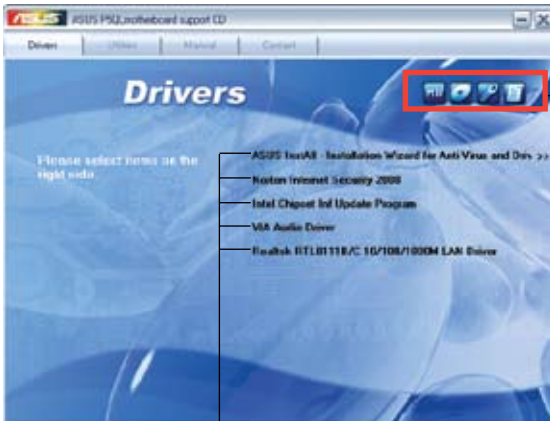 ASUS ASUS P5QL motherboard support CD
Drivers Utilities Manual Contact
Drivers
Please select items on the
right side.
ASUS InstAll - Installation Wizard for Anti-Virus and Driv >>
Norton Internet Security 2008
Intel Chipset Inf Update Program
VIA Audio Driver
Realtek RTL8111B/C 10/100/1000M LAN Driver